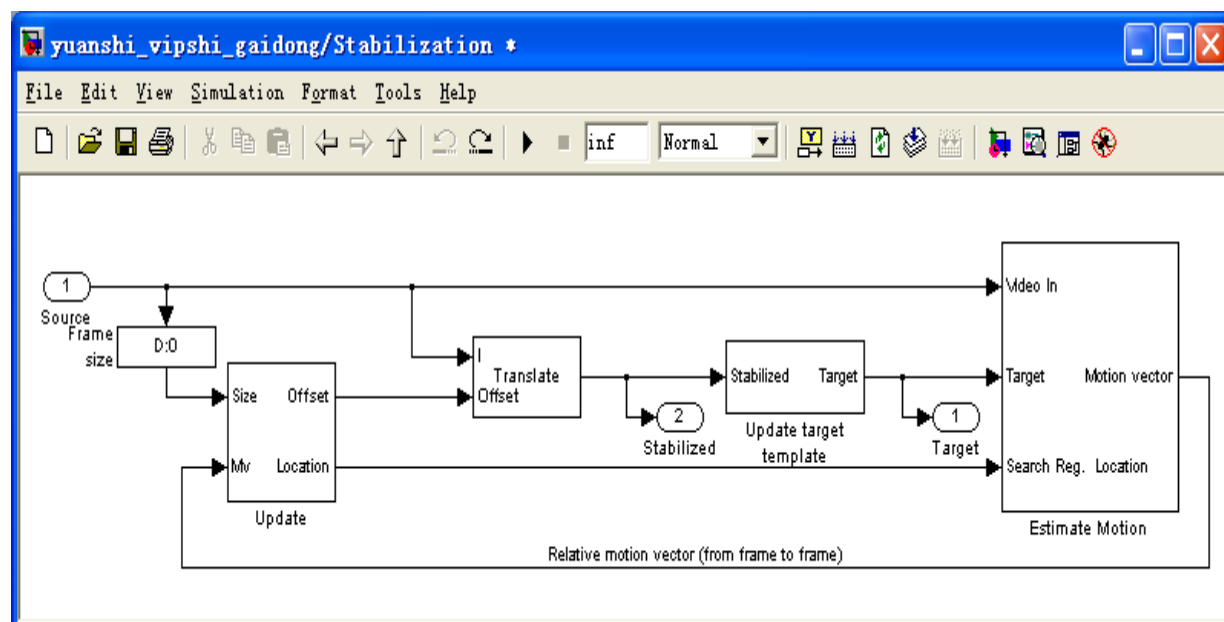 yuanshi_vipshi_gaidong/Stabilization *
File Edit View Simulation Format Tools Help
inf
Normal
1
Source
Frame
size
D:0
Size
Offset
Mv
Location
Update
I
Translate
Offset
2
Stabilized
Stabilized
Target
Update target
template
1
Target
Video In
Target
Motion vector
Search Reg.
Location
Estimate Motion
Relative motion vector (from frame to frame)